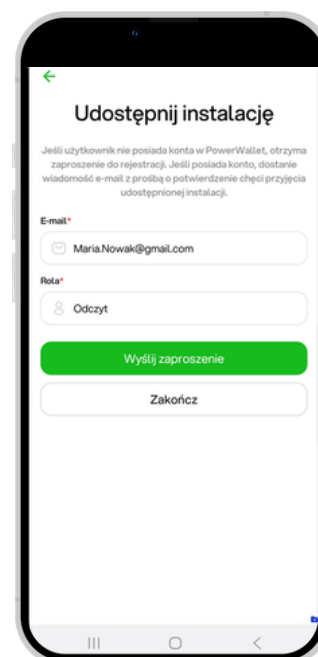 Udostępnij instalację
Jeśli użytkownik nie posiada konta w PowerWallet, otrzyma
zaproszenie do rejestracji. Jeśli posiada konto, dostanie
wiadomość e-mail z prośbą o potwierdzenie chęci przyjęcia
udostępnionej instalacji.
E-mail*
Maria.Nowak@gmail.com
Rola*
Odczyt
Wyślij zaproszenie
Zakończ